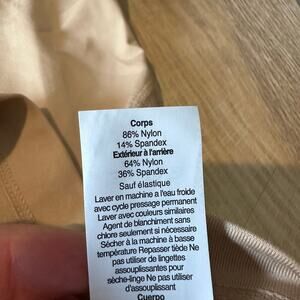 Corps
86% Nylon
14% Spandex
Extérieur à l'arrière
64% Nylon
36% Spandex
Sauf élastique
Laver en machine a l'eau froide
avec cycle pressage permanent
Laver avec couleurs similaires
Agent de blanchiment sans
chlore seulement si nécessaire
Sécher à la machine à basse
température Repasser tiède Ne
pas utiliser de lingettes
assouplissantes pour
sèche-linge Ne pas utiliser
d'assouplissant
Cuerpo